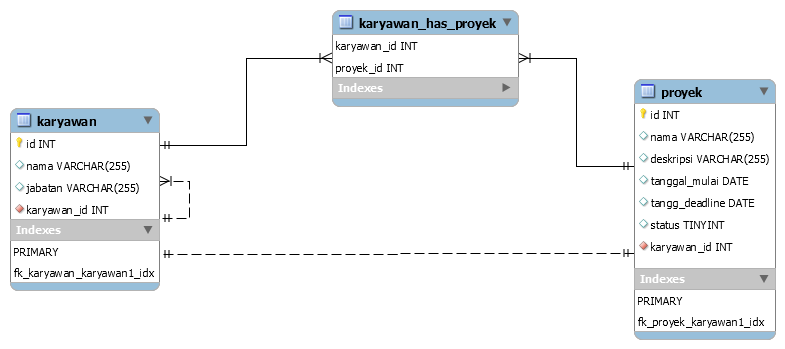 karyawan_has_proyek
karyawan_id INT
proyek_id INT
Indexes
karyawan
id INT
nama VARCHAR(255)
jabatan VARCHAR(255)
karyawan_id INT
Indexes
PRIMARY
fk_karyawan_karyawan1_idx
proyek
id INT
nama VARCHAR(255)
deskripsi VARCHAR(255)
tanggal_mulai DATE
tangg_deadline DATE
status TINYINT
karyawan_id INT
Indexes
PRIMARY
fk_proyek_karyawan1_idx